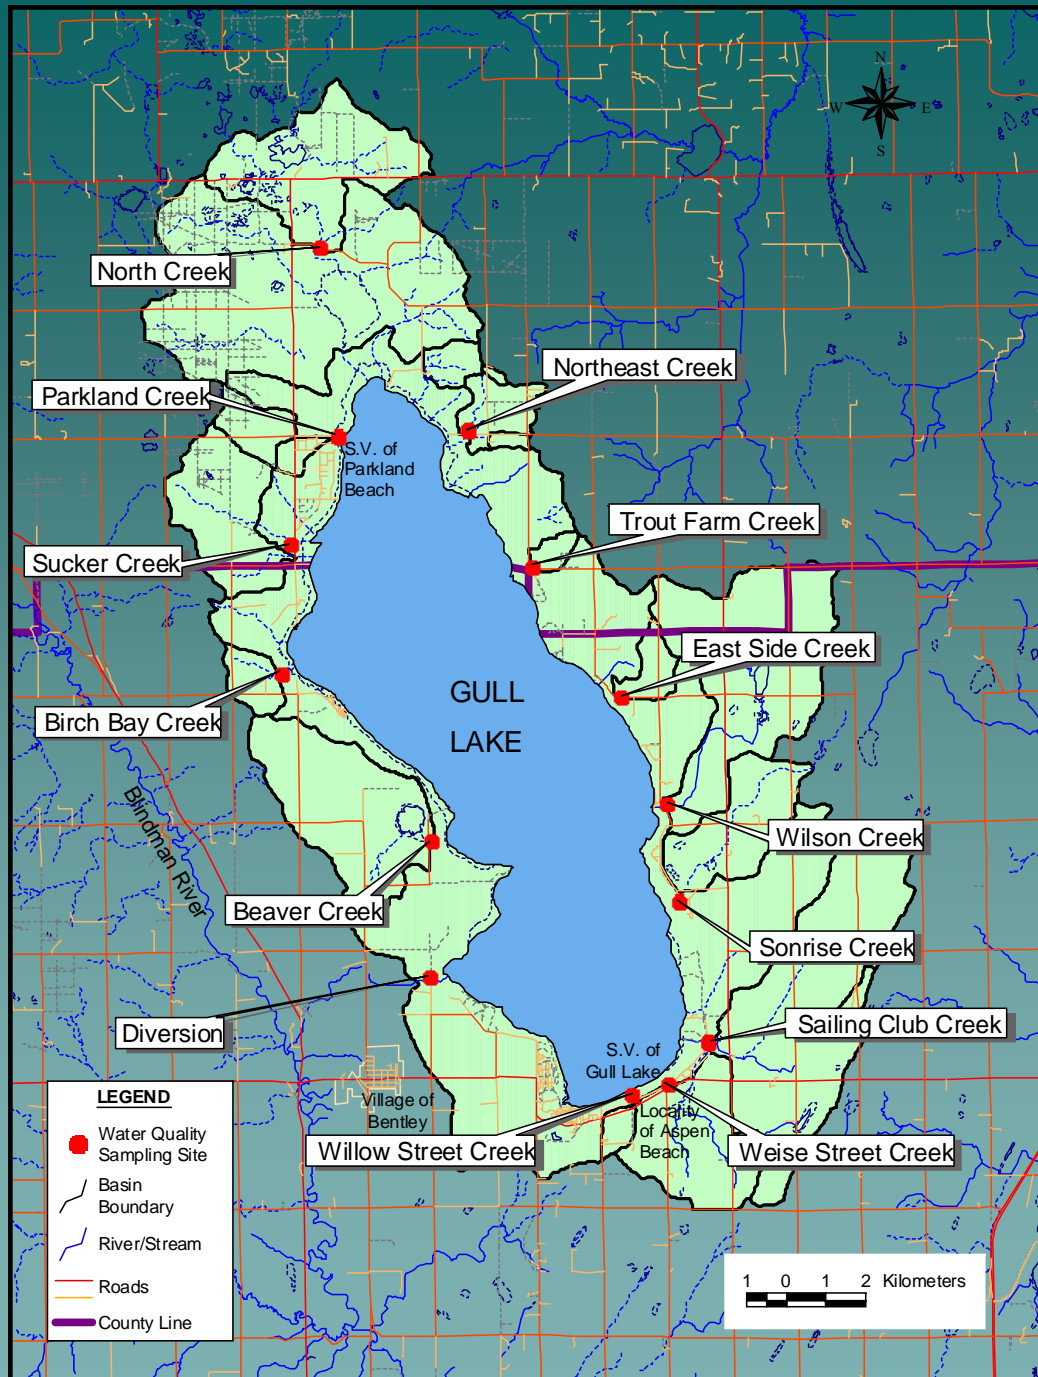 N
W
E
S
North Creek
Northeast Creek
Parkland Creek
S.V. of
Parkland
Beach
Trout Farm Creek
Sucker Creek
East Side Creek
GULL
LAKE
Birch Bay Creek
Blindman River
Wilson Creek
Beaver Creek
Sonrise Creek
Diversion
Sailing Club Creek
S.V. of
Gull Lake
Village of
Bentley
Locality
of Aspen
Beach
Willow Street Creek
Weise Street Creek
LEGEND
Water Quality
Sampling Site
Basin
Boundary
River/Stream
Roads
County Line
1 0 1 2 Kilometers